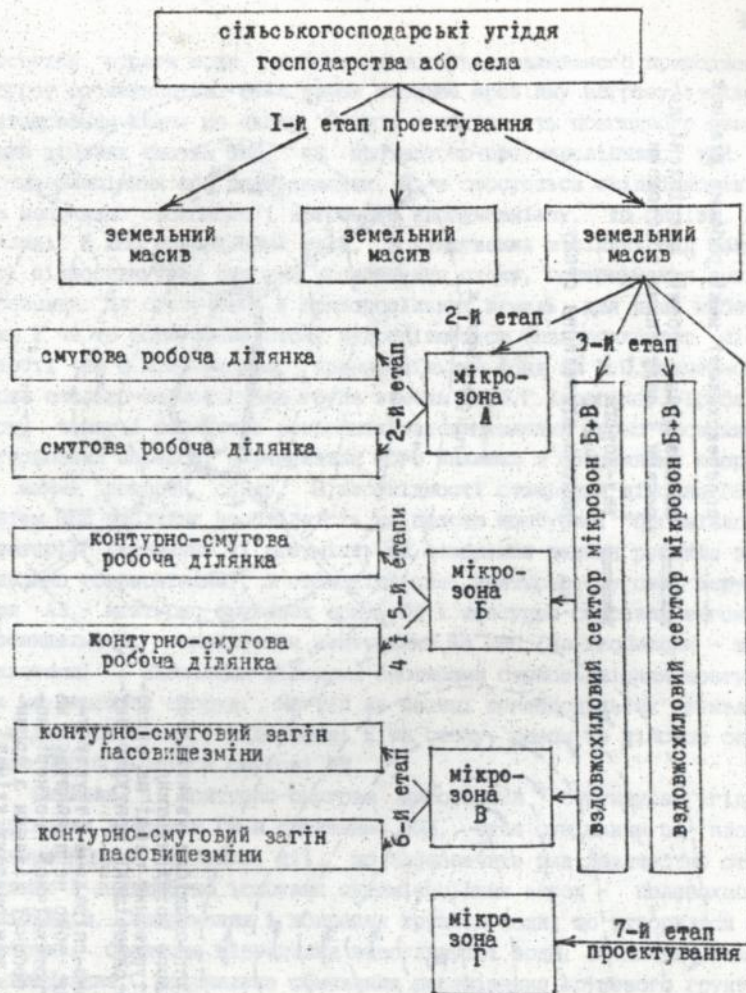 сільськогосподарські угіддя
господарства або села
I-й етап проектування
земельний
масив
земельний
масив
земельний
масив
2-й етап
3-й етап
смугова робоча ділянка
смугова робоча ділянка
2-й етап
мікро-
зона
А
контурно-смугова
робоча ділянка
контурно-смугова
робоча ділянка
4 і 5-й етапи
мікро-
зона
Б
контурно-смуговий загін
пасовищезміни
контурно-смуговий загін
пасовищезміни
6-й етап
мікро-
зона
В
вздовжсхиловий сектор мікрозон Б+В
вздовжсхиловий сектор мікрозон Б+В
мікро-
зона
Г
7-й етап
проектування